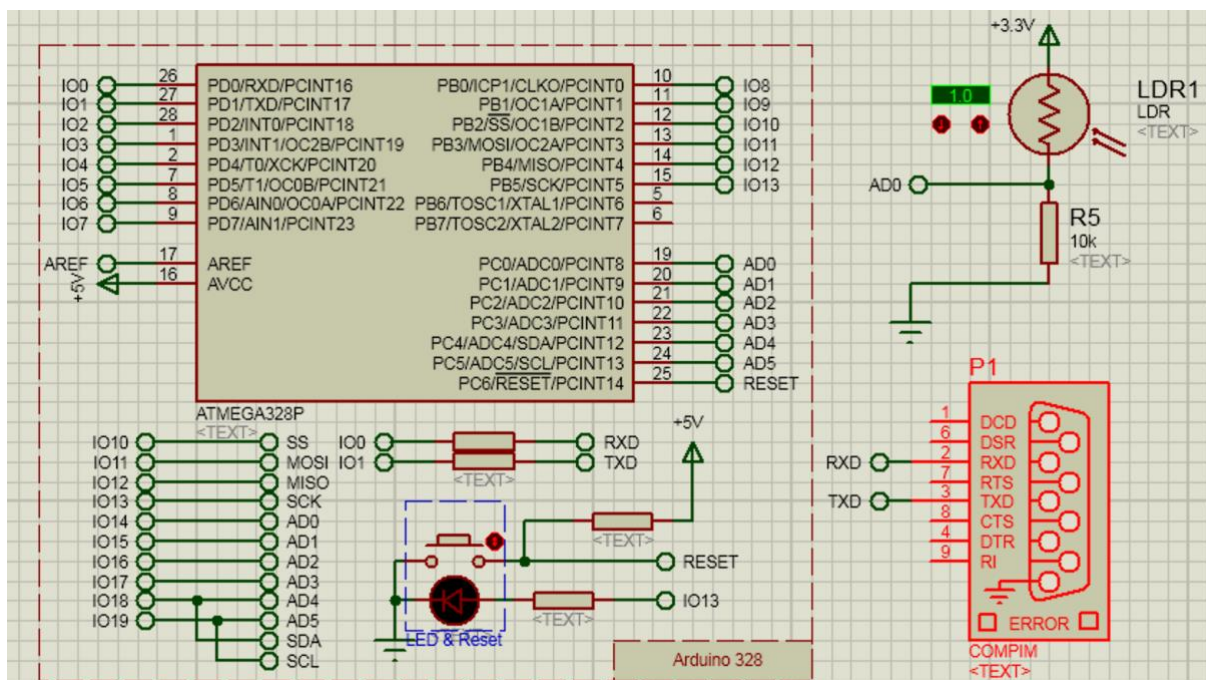 +3.3V
IO0 26 PD0/RXD/PCINT16 PB0/ICP1/CLKO/PCINT0 10 IO8
IO1 27 PD1/TXD/PCINT17 PB1/OC1A/PCINT1 11 IO9
IO2 28 PD2/INT0/PCINT18 PB2/SS/OC1B/PCINT2 12 IO10
IO3 1 PD3/INT1/OC2B/PCINT19 PB3/MOSI/OC2A/PCINT3 13 IO11
IO4 2 PD4/T0/XCK/PCINT20 PB4/MISO/PCINT4 14 IO12
IO5 7 PD5/T1/OC0B/PCINT21 PB5/SCK/PCINT5 15 IO13
IO6 8 PD6/AIN0/OC0A/PCINT22 PB6/TOSC1/XTAL1/PCINT6 5
IO7 9 PD7/AIN1/PCINT23 PB7/TOSC2/XTAL2/PCINT7 6
AREF 17 AREF PC0/ADC0/PCINT8 19 AD0
+5V 16 AVCC PC1/ADC1/PCINT9 20 AD1
PC2/ADC2/PCINT10 21 AD2
PC3/ADC3/PCINT11 22 AD3
PC4/ADC4/SDA/PCINT12 23 AD4
PC5/ADC5/SCL/PCINT13 24 AD5
PC6/RESET/PCINT14 25 RESET
ATMEGA328P
<TEXT>
1.0
LDR1
LDR
<TEXT>
AD0
R5
10k
<TEXT>
IO10 SS
IO11 MOSI
IO12 MISO
IO13 SCK
IO14 AD0
IO15 AD1
IO16 AD2
IO17 AD3
IO18 AD4
IO19 AD5
SDA
SCL
IO0 RXD
IO1 TXD
<TEXT>
+5V
<TEXT>
RESET
IO13
<TEXT>
LED & Reset
Arduino 328
P1
1 DCD
6 DSR
RXD 2 RXD
7 RTS
TXD 3 TXD
8 CTS
4 DTR
9 RI
ERROR
COMPIM
<TEXT>